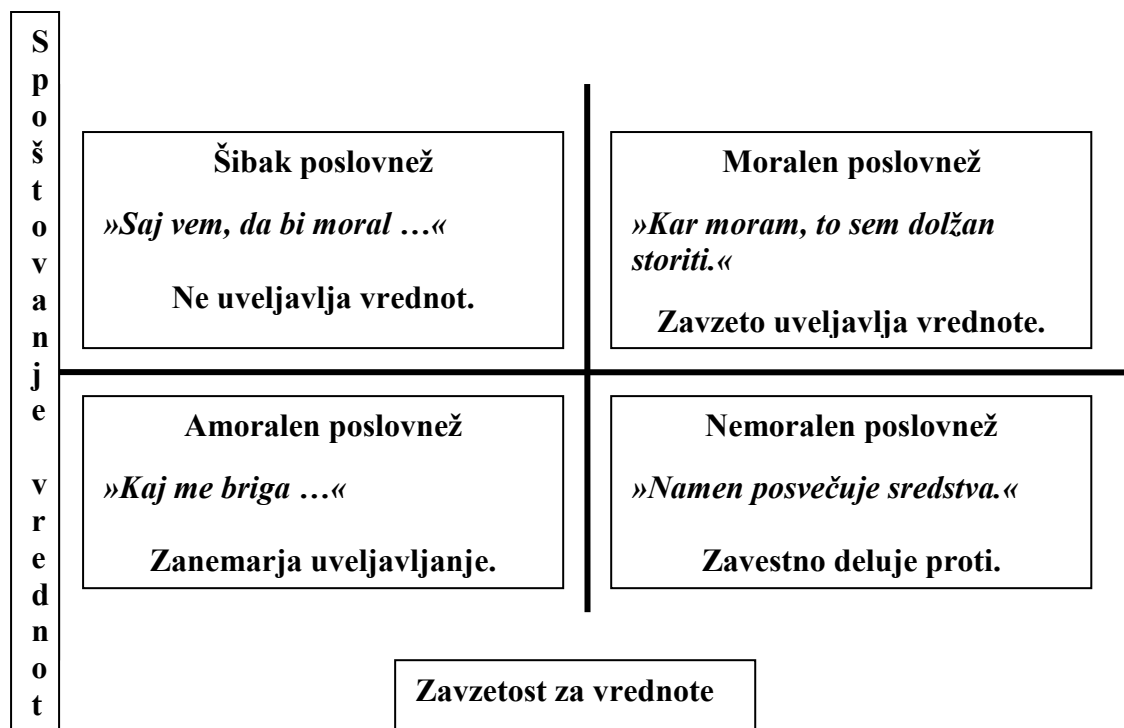 Spoštovanje vrednot
Šibak poslovnež
»Saj vem, da bi moral …«
Ne uveljavlja vrednot.
Moralen poslovnež
»Kar moram, to sem dolžan
storiti.«
Zavzeto uveljavlja vrednote.
Amoralen poslovnež
»Kaj me briga …«
Zanemarja uveljavljanje.
Nemoralen poslovnež
»Namen posvečuje sredstva.«
Zavestno deluje proti.
Zavzetost za vrednote